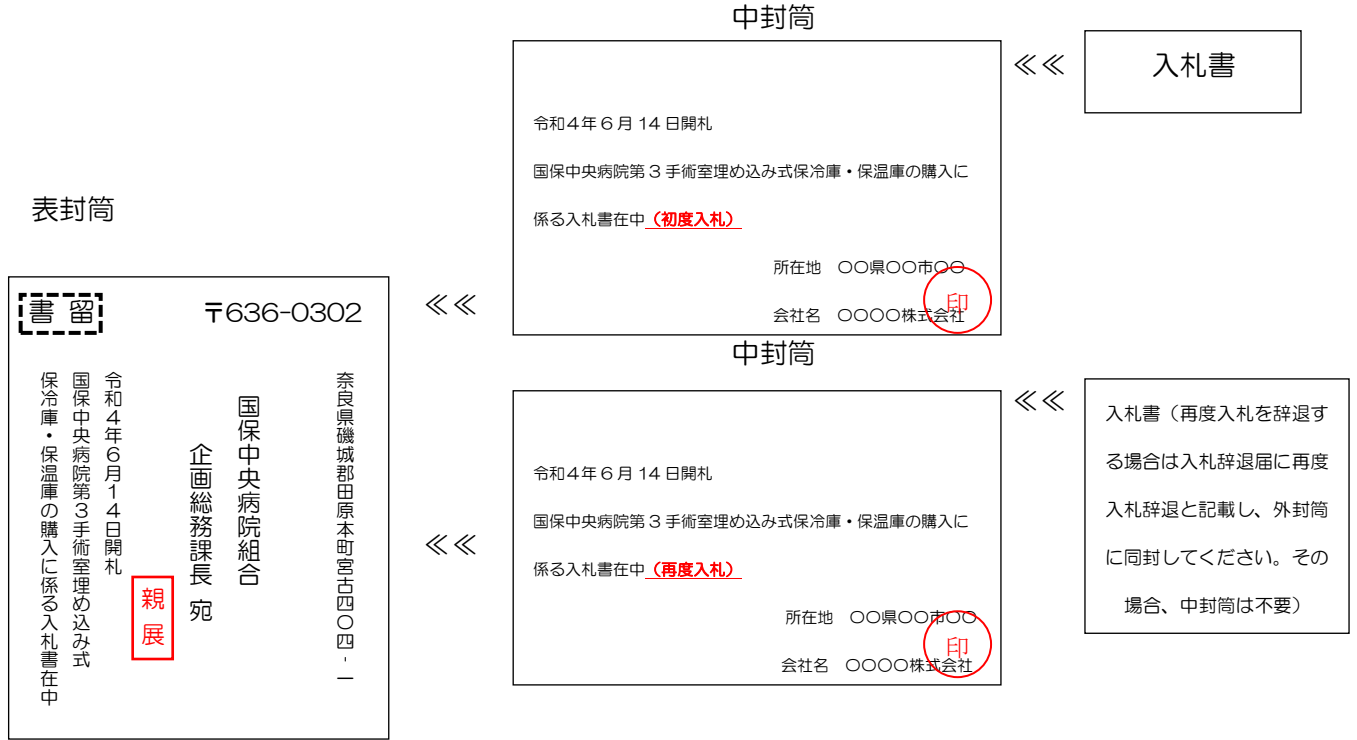 中封筒
≪≪
入札書
令和４年６月 14 日開札
国保中央病院第３手術室埋め込み式保冷庫・保温庫の購入に
係る入札書在中（初度入札）
所在地　〇〇県〇〇市〇〇
会社名　〇〇〇〇株式会社
印
表封筒
書 留
〒636-0302
≪≪
奈良県磯城郡田原本町宮古四〇四-一
国保中央病院組合
企画総務課長 宛
親展
令和４年６月１４日開札
国保中央病院第３手術室埋め込み式
保冷庫・保温庫の購入に係る入札書在中
中封筒
≪≪
令和４年６月 14 日開札
国保中央病院第３手術室埋め込み式保冷庫・保温庫の購入に
係る入札書在中（再度入札）
所在地　〇〇県〇〇市〇〇
会社名　〇〇〇〇株式会社
印
≪≪
入札書（再度入札を辞退す
る場合は入札辞退届に再度
入札辞退と記載し、外封筒
に同封してください。その
場合、中封筒は不要）